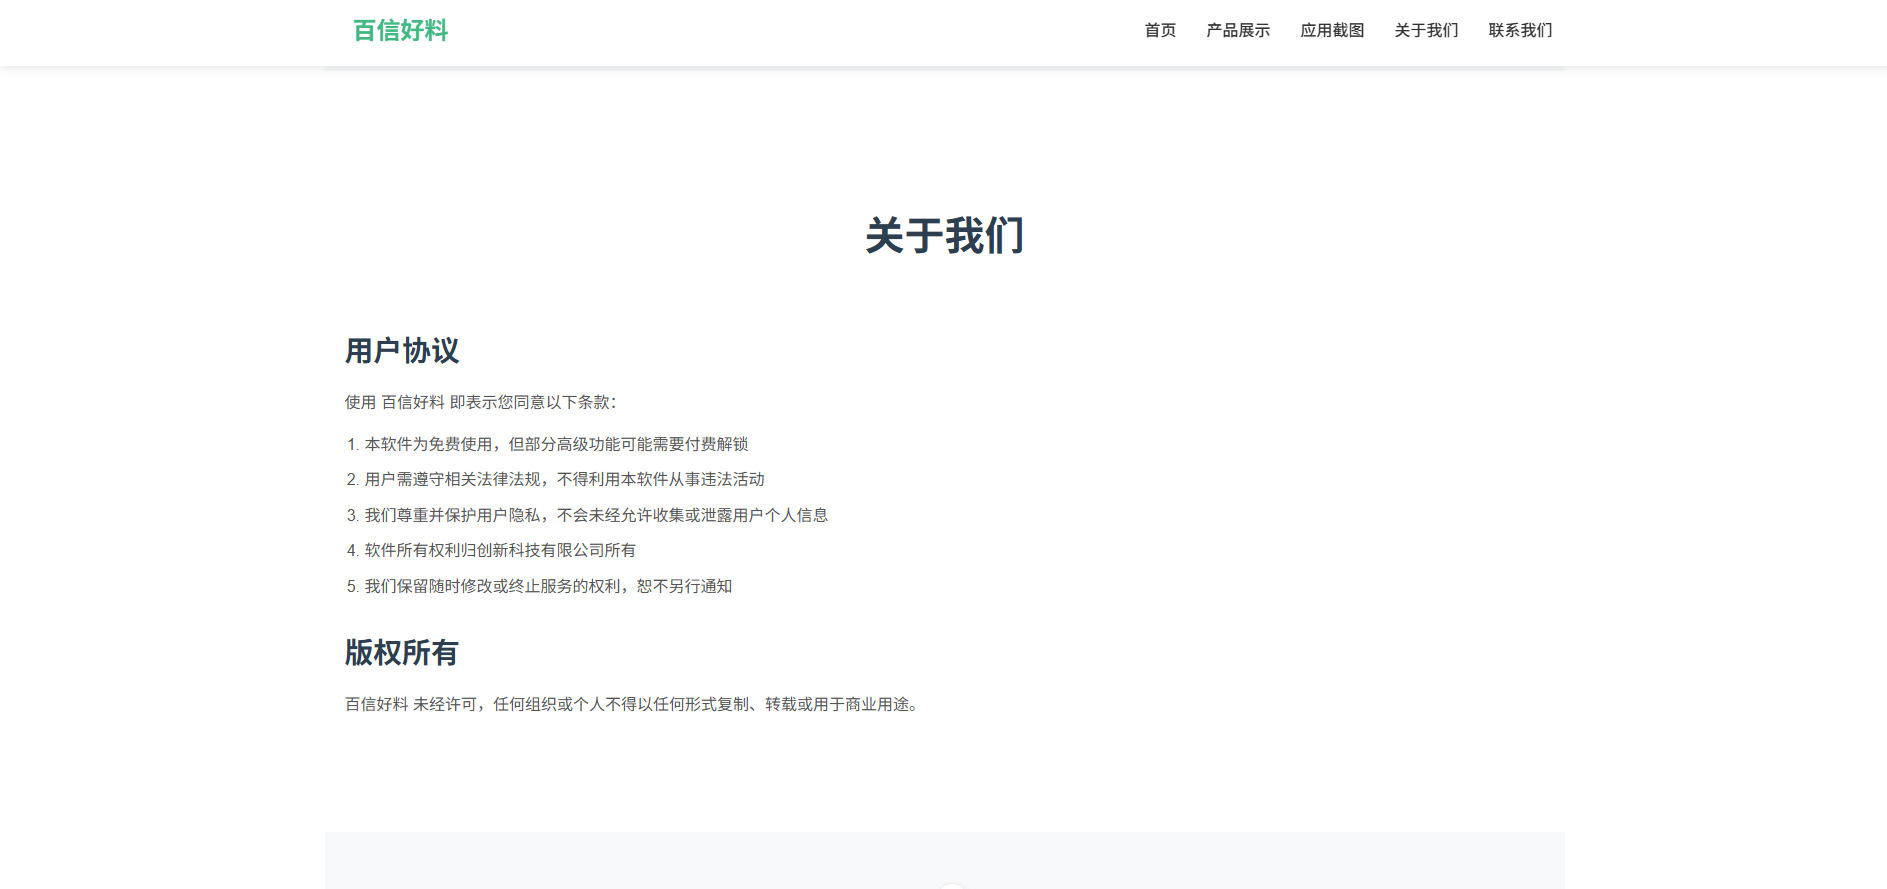 百信好料
首页 产品展示 应用截图 关于我们 联系我们
关于我们
用户协议
使用 百信好料 即表示您同意以下条款：
1. 本软件为免费使用，但部分高级功能可能需要付费解锁
2. 用户需遵守相关法律法规，不得利用本软件从事违法活动
3. 我们尊重并保护用户隐私，不会未经允许收集或泄露用户个人信息
4. 软件所有权利归创新科技有限公司所有
5. 我们保留随时修改或终止服务的权利，恕不另行通知
版权所有
百信好料 未经许可，任何组织或个人不得以任何形式复制、转载或用于商业用途。